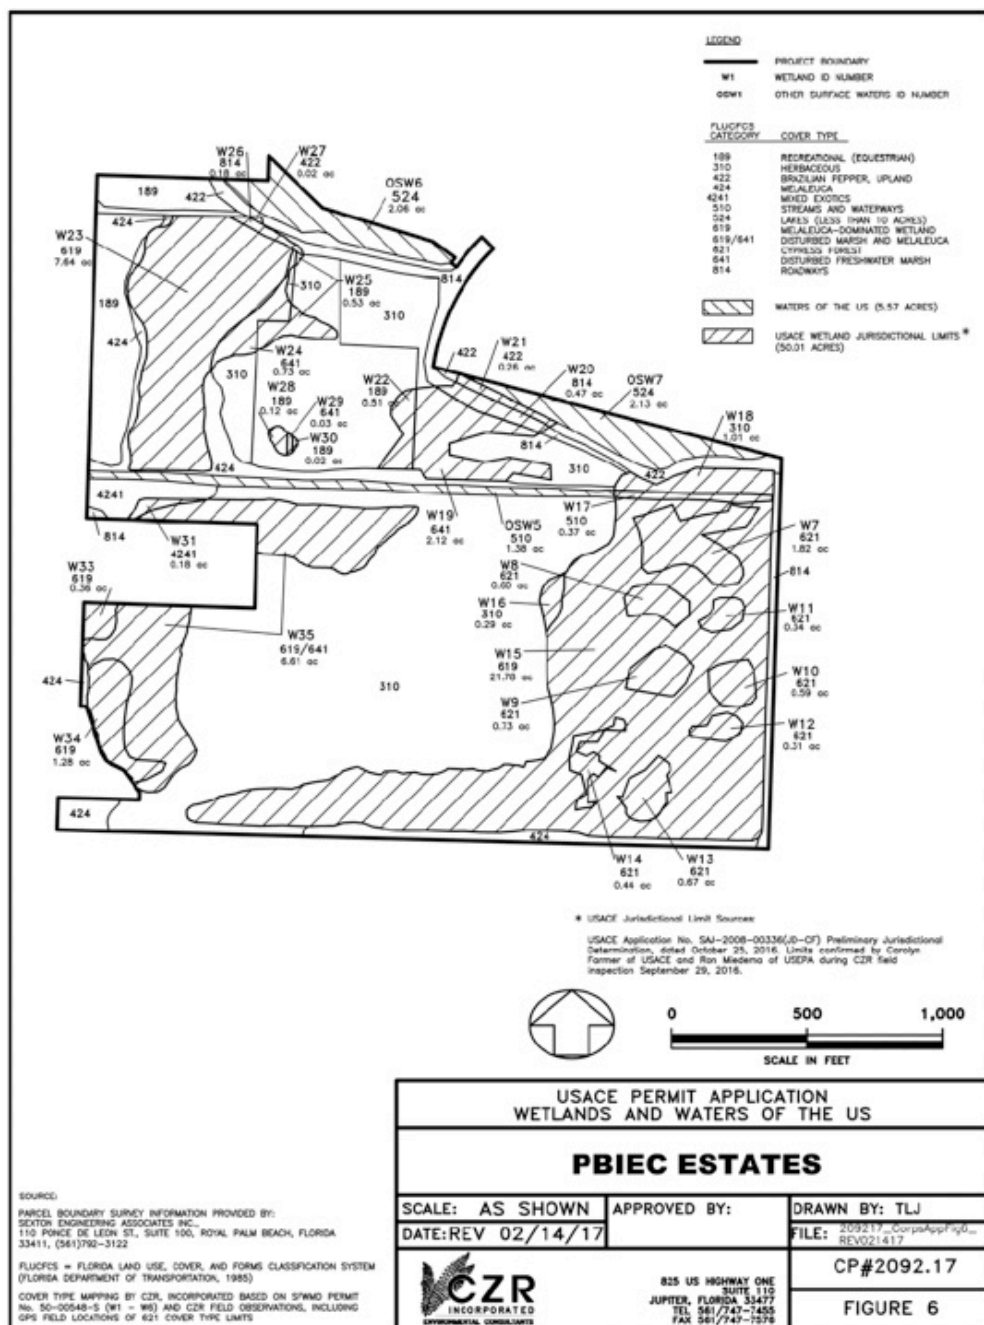 LEGEND
PROJECT BOUNDARY
W1 WETLAND ID NUMBER
OSW1 OTHER SURFACE WATERS ID NUMBER
FLUCFCS
CATEGORY COVER TYPE
189 RECREATIONAL (EQUESTRIAN)
310 HERBACEOUS
422 BRAZILIAN PEPPER, UPLAND
424 MELALEUCA
4241 MIXED EXOTICS
510 STREAMS AND WATERWAYS
524 LAKES (LESS THAN 10 ACRES)
619 MELALEUCA-DOMINATED WETLAND
619/641 DISTURBED MARSH AND MELALEUCA
621 CYPRESS FOREST
641 DISTURBED FRESHWATER MARSH
814 ROADWAYS
WATERS OF THE US (5.57 ACRES)
USACE WETLAND JURISDICTIONAL LIMITS *
(50.01 ACRES)
W26
814
0.18 ac
W27
422
0.02 ac
OSW6
524
2.06 ac
189
422
424
W23
619
7.64 ac
814
W25
189
0.53 ac
310
310
189
424
W24
641
0.73 ac
310
W21
422
0.26 ac
422
W20
814
0.47 ac
OSW7
524
2.13 ac
W22
189
0.51 ac
W28
189
0.12 ac
W29
641
0.03 ac
W30
189
0.02 ac
W18
310
1.01 ac
814
310
422
424
4241
814
W31
4241
0.18 ac
W19
641
2.12 ac
OSW5
510
1.38 ac
W17
510
0.37 ac
W7
621
1.82 ac
814
W33
619
0.36 ac
W8
621
0.60 ac
W16
310
0.29 ac
W11
621
0.34 ac
W35
619/641
6.61 ac
W15
619
21.78 ac
424
310
W10
621
0.59 ac
W9
621
0.73 ac
W34
619
1.28 ac
W12
621
0.31 ac
424
424
W14
621
0.44 ac
W13
621
0.67 ac
* USACE Jurisdictional Limit Sources:
USACE Application No. SAJ-2008-00336(JD-CF) Preliminary Jurisdictional
Determination, dated October 25, 2016. Limits confirmed by Carolyn
Farmer of USACE and Ron Miedema of USEPA during CZR field
inspection September 29, 2016.
0 500 1,000
SCALE IN FEET
USACE PERMIT APPLICATION
WETLANDS AND WATERS OF THE US
PBIEC ESTATES
SCALE: AS SHOWN
APPROVED BY:
DRAWN BY: TLJ
DATE:REV 02/14/17
FILE: 209217_CorpsAppFig6_
REV021417
CZR
INCORPORATED
ENVIRONMENTAL CONSULTANTS
825 US HIGHWAY ONE
SUITE 110
JUPITER, FLORIDA 33477
TEL 561/747-7455
FAX 561/747-7576
CP#2092.17
FIGURE 6
SOURCE:
PARCEL BOUNDARY SURVEY INFORMATION PROVIDED BY:
SEXTON ENGINEERING ASSOCIATES INC.,
110 PONCE DE LEON ST., SUITE 100, ROYAL PALM BEACH, FLORIDA
33411, (561)792-3122
FLUCFCS = FLORIDA LAND USE, COVER, AND FORMS CLASSIFICATION SYSTEM
(FLORIDA DEPARTMENT OF TRANSPORTATION, 1985)
COVER TYPE MAPPING BY CZR, INCORPORATED BASED ON SFWMD PERMIT
No. 50-00548-S (W1 - W6) AND CZR FIELD OBSERVATIONS, INCLUDING
GPS FIELD LOCATIONS OF 621 COVER TYPE LIMITS